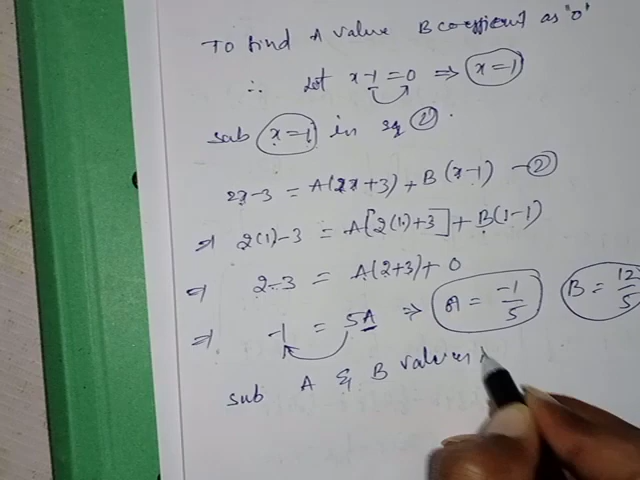 To find A value B coefficient as "0"
∴ Let x-1=0 ⇒ x=1
sub x=1 in eq ②.
2x-3 = A(2x+3)+B(x-1) -②
⇒ 2(1)-3 = A[2(1)+3]+B(1-1)
⇒ 2-3 = A(2+3)+0
⇒ -1 = 5A ⇒ A = -1/5 B = 12/5
sub A & B values